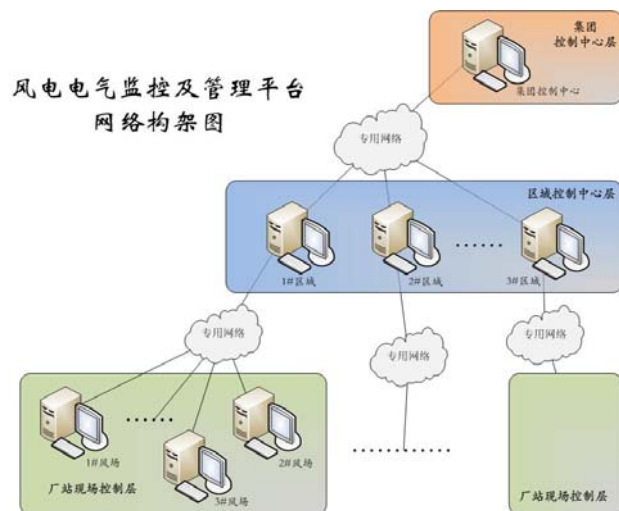 集团
控制中心层
集团控制中心
风电电气监控及管理平台
网络构架图
专用网络
区域控制中心层
1#区域
2#区域
3#区域
专用网络
专用网络
专用网络
1#风场
2#风场
3#风场
厂站现场控制层
厂站现场控制层